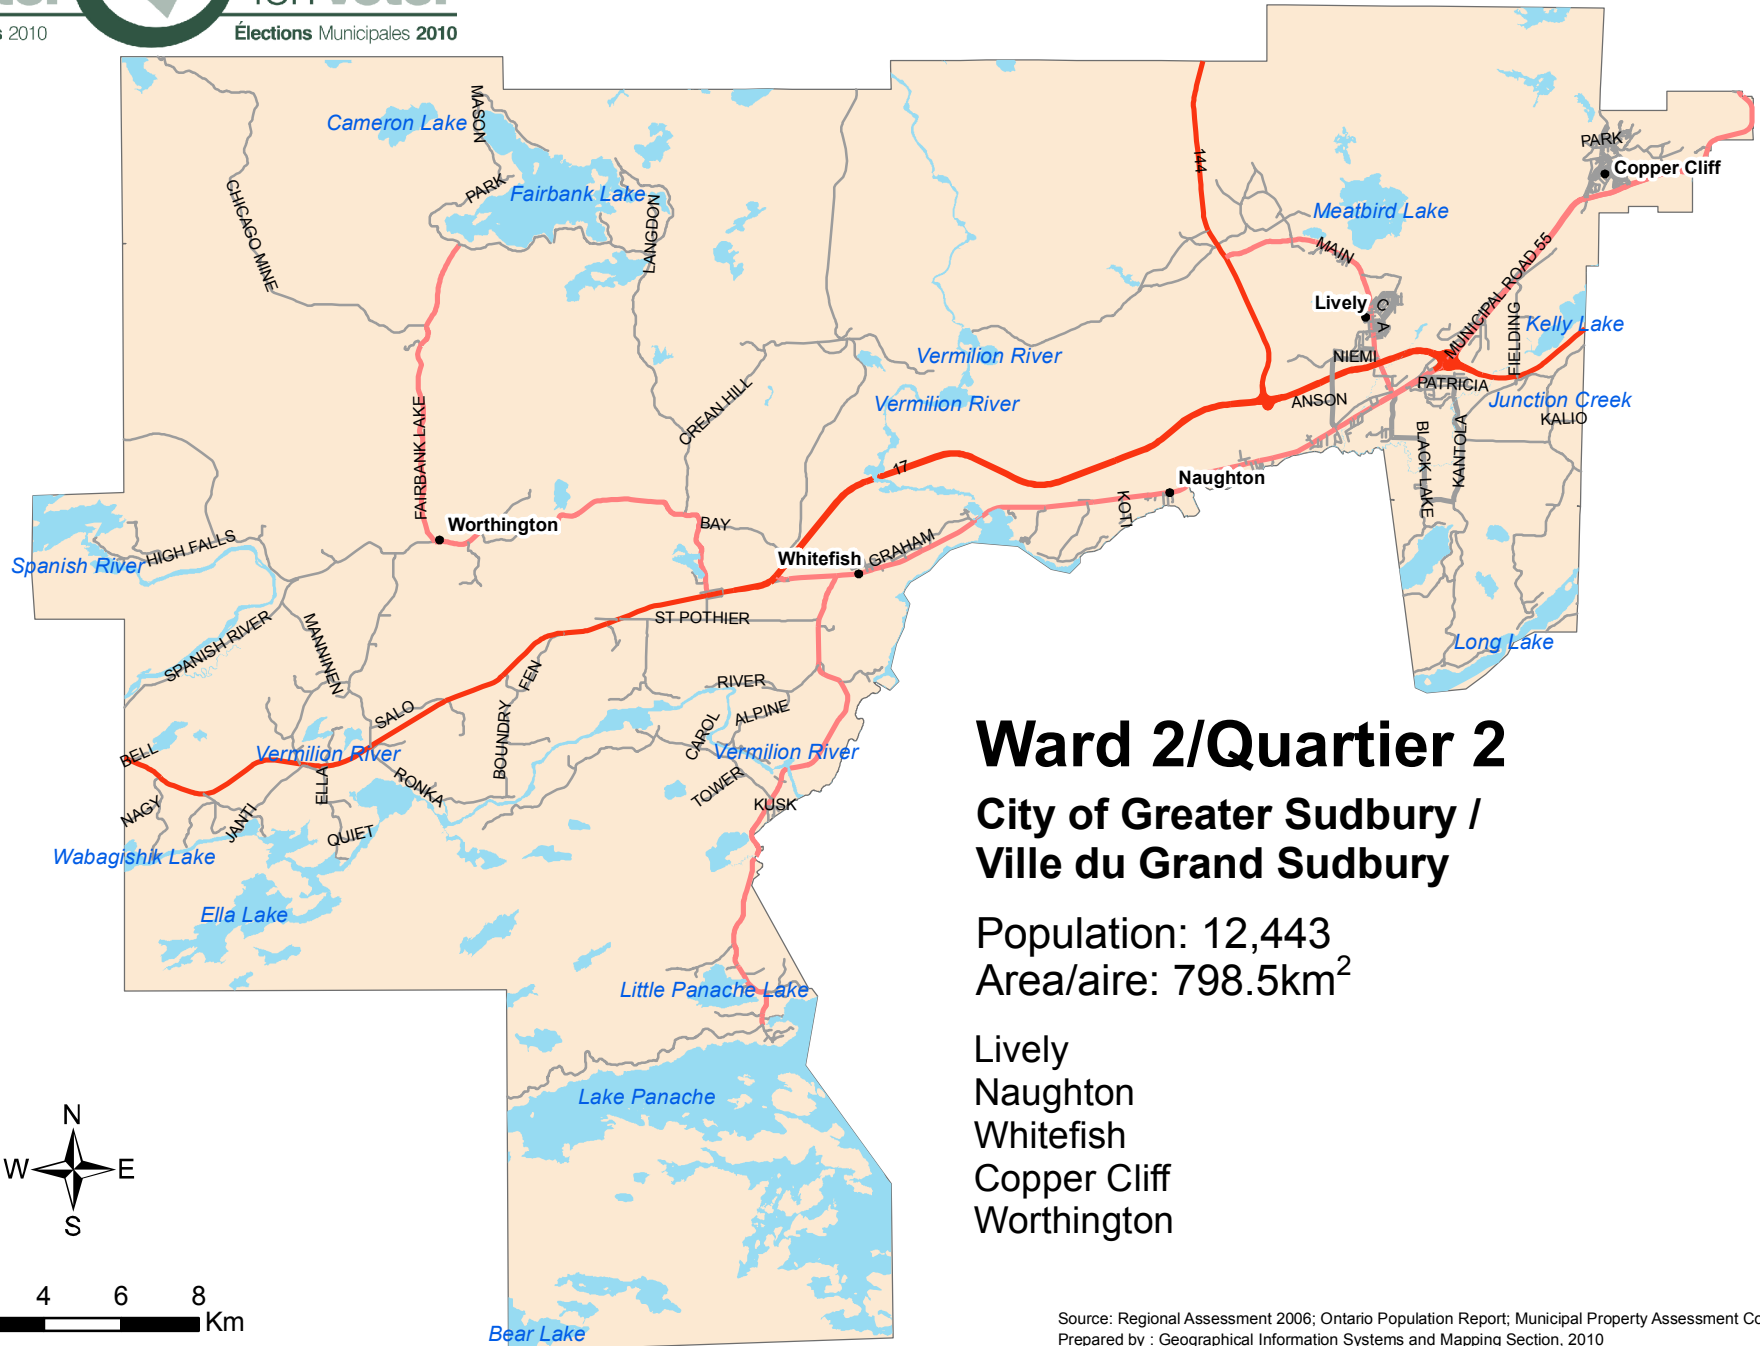 2010
Élections Municipales 2010
Cameron Lake
MASON
PARK
Fairbank Lake
LANGDON
CHICAGO MINE
144
PARK
Copper Cliff
Meatbird Lake
MAIN
MUNICIPAL ROAD 55
Lively
C
A
FIELDING
Kelly Lake
Vermilion River
NIEMI
PATRICIA
Vermilion River
ANSON
Junction Creek
KALIO
CREAN HILL
FAIRBANK LAKE
BLACK LAKE
KANTOLA
17
Naughton
KOTI
Worthington
BAY
GRAHAM
Whitefish
HIGH FALLS
Spanish River
ST POTHIER
SPANISH RIVER
MANNINEN
Long Lake
FEN
RIVER
SALO
ALPINE
CAROL
BOUNDRY
BELL
Vermilion River
Vermilion River
ELLA
RONKA
TOWER
KUSK
NAGY
JANTI
QUIET
Wabagishik Lake
Ella Lake
Little Panache Lake
Lake Panache
Bear Lake
Ward 2/Quartier 2
City of Greater Sudbury /
Ville du Grand Sudbury
Population: 12,443
Area/aire: 798.5km2
Lively
Naughton
Whitefish
Copper Cliff
Worthington
N
W E
S
4 6 8
Km
Source: Regional Assessment 2006; Ontario Population Report; Municipal Property Assessment
Prepared by : Geographical Information Systems and Mapping Section, 2010